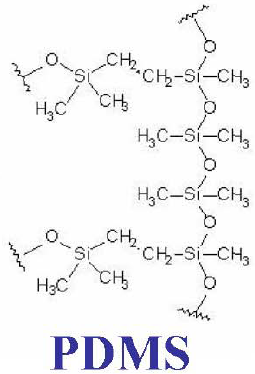 O
O CH₂
Si CH₂ Si CH₃
H₃C CH₃ O
H₃C Si CH₃
O
H₃C Si CH₃
O CH₂ O
Si CH₂ Si CH₃
H₃C CH₃ O
PDMS